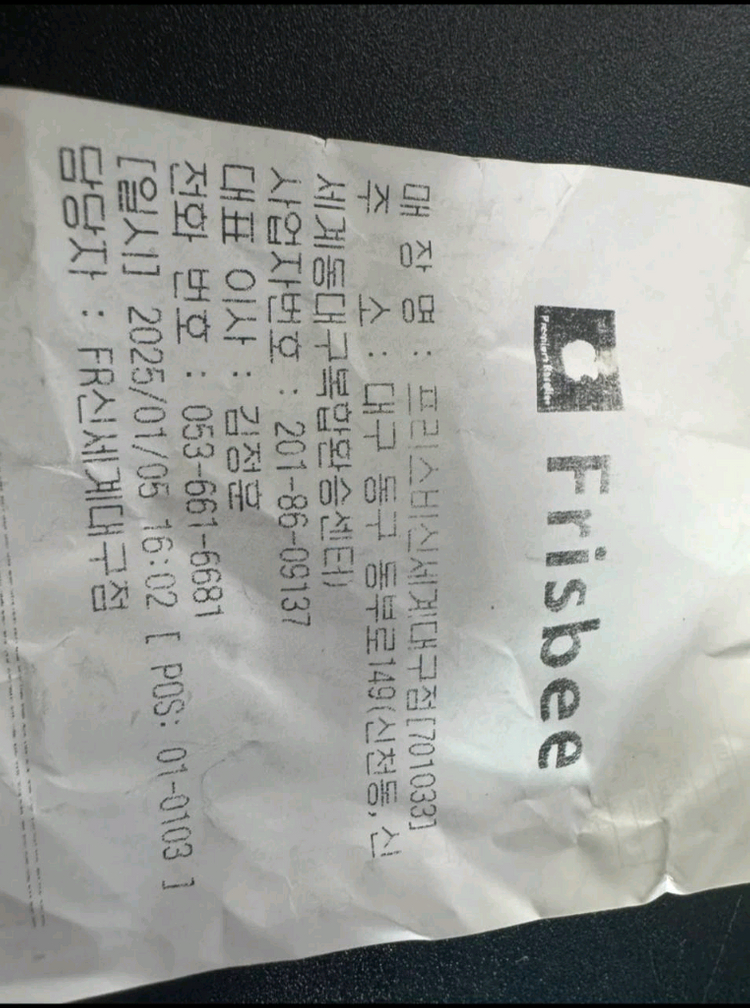 Premium Reseller
Frisbee
매 장 명 : 프리스비신세계대구점[701033]
주 소 : 대구 동구 동부로149(신천동,신
세계동대구복합환승센터)
사업자번호 : 201-86-09137
대표 이사 : 김정훈
전화 번호 : 053-661-6681
[일시] 2025/01/05 16:02 [ POS: 01-0103 ]
담당자 : FR신세계대구점